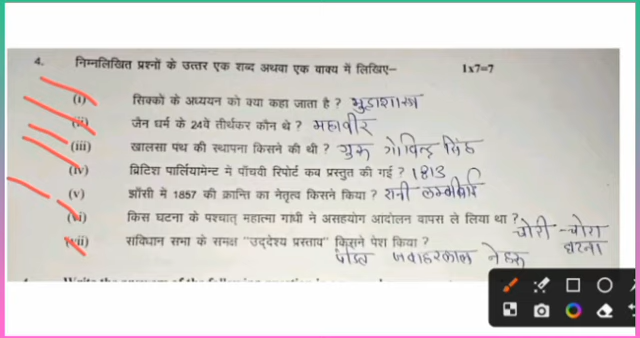 4. निम्नलिखित प्रश्नों के उत्तर एक शब्द अथवा एक वाक्य में लिखिए– 1x7=7
(i) सिक्कों के अध्ययन को क्या कहा जाता है ? मुद्राशास्त्र
(ii) जैन धर्म के 24वे तीर्थकर कौन थे ? महावीर
(iii) खालसा पंथ की स्थापना किसने की थी ? गुरू गोविन्द सिंह
(iv) ब्रिटिश पार्लियामेन्ट में पाँचवी रिपोर्ट कब प्रस्तुत की गई ? 1813
(v) झाँसी में 1857 की क्रान्ति का नेतृत्व किसने किया ? रानी लक्ष्मीबाई
(vi) किस घटना के पश्चात् महात्मा गांधी ने असहयोग आदोलन वापस ले लिया था ? चोरी-चोरा
घटना
(vii) संविधान सभा के समक्ष "उद्देश्य प्रस्ताव" किसने पेश किया ?
जवाहरलाल नेहरू